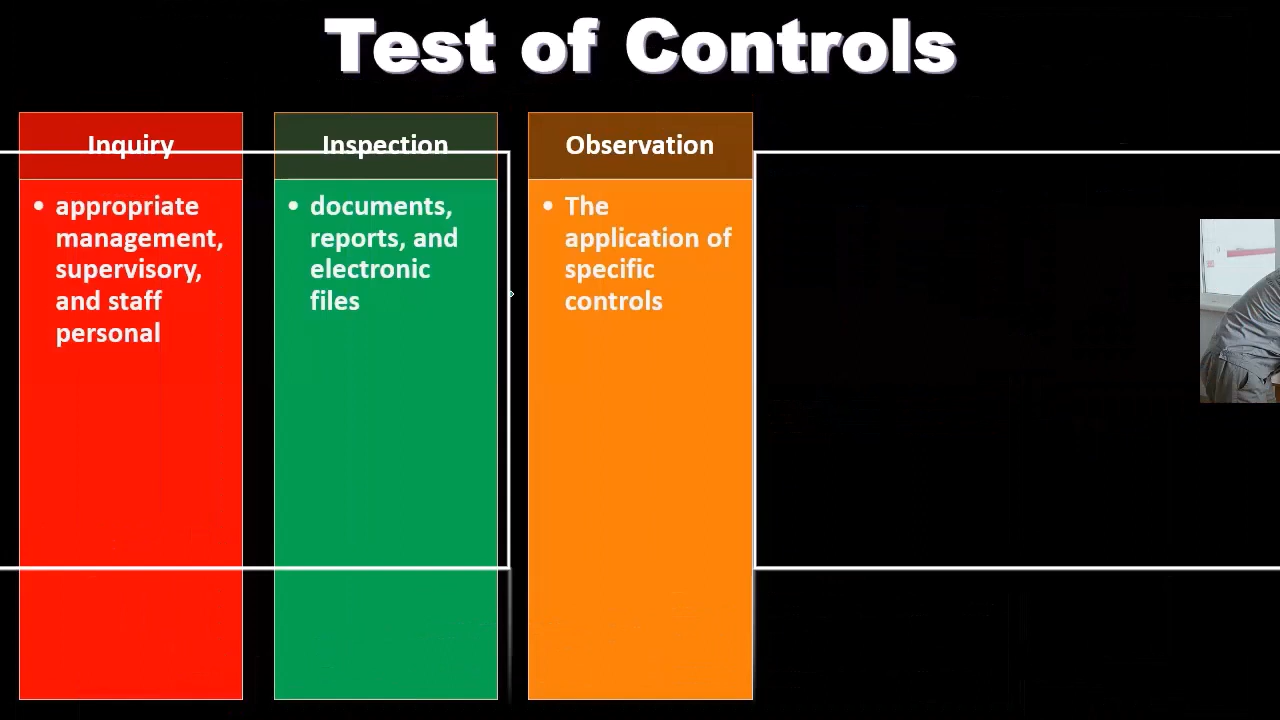 Test of Controls
Inquiry
• appropriate
management,
supervisory,
and staff
personal
Inspection
• documents,
reports, and
electronic
files
Observation
• The
application of
specific
controls